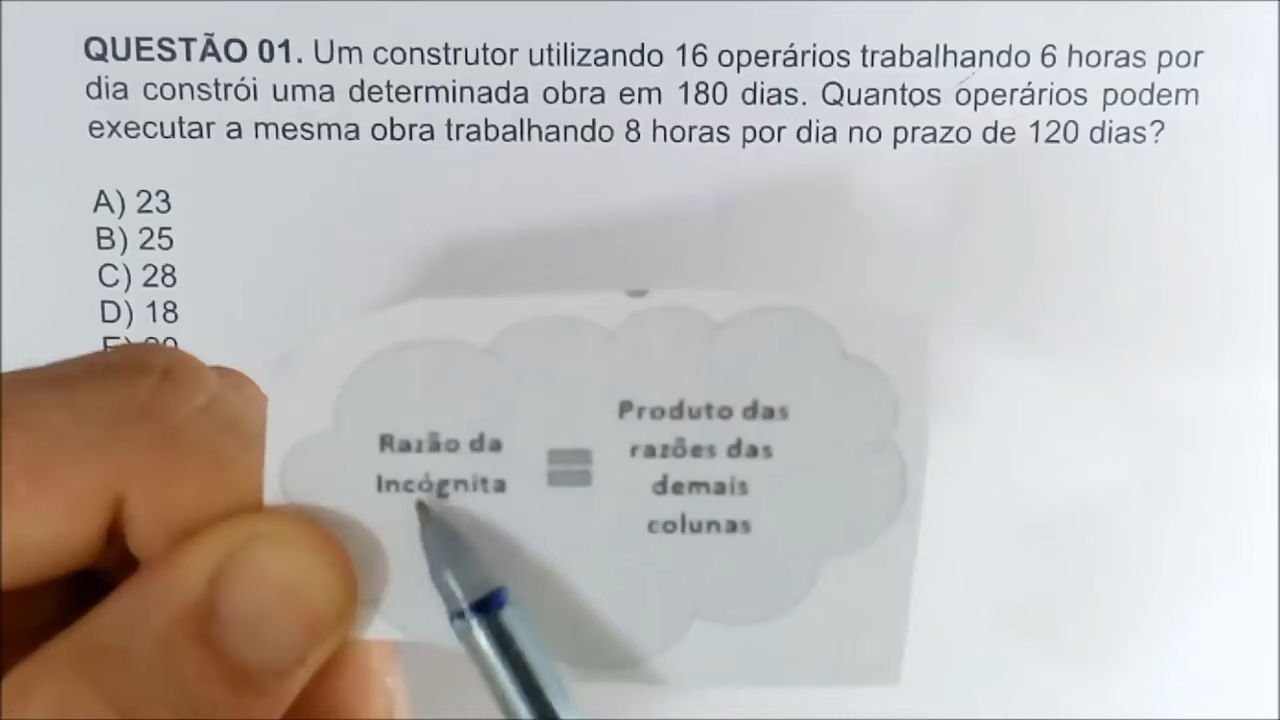 QUESTÃO 01. Um construtor utilizando 16 operários trabalhando 6 horas por
dia constrói uma determinada obra em 180 dias. Quantos operários podem
executar a mesma obra trabalhando 8 horas por dia no prazo de 120 dias?
A) 23
B) 25
C) 28
D) 18
Razão da
Incógnita
=
Produto das
razões das
demais
colunas